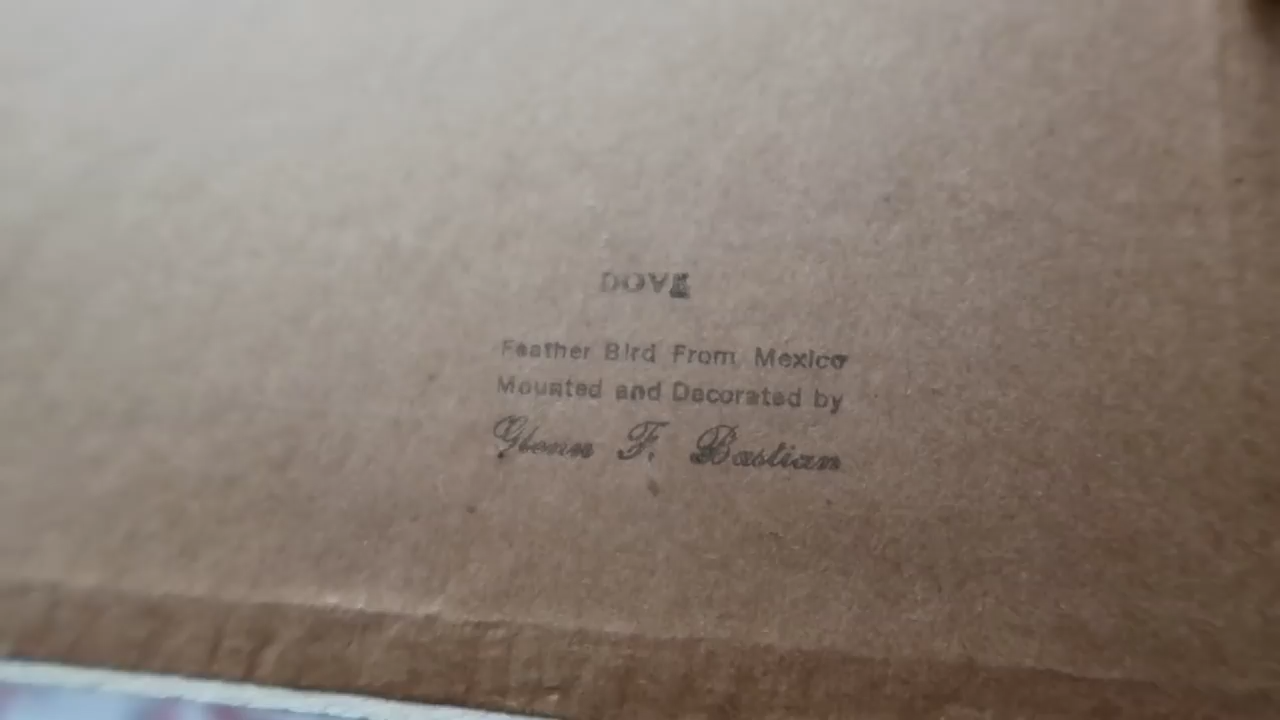 DOVE
Feather Bird From Mexico
Mounted and Decorated by
Glenn F. Bastian